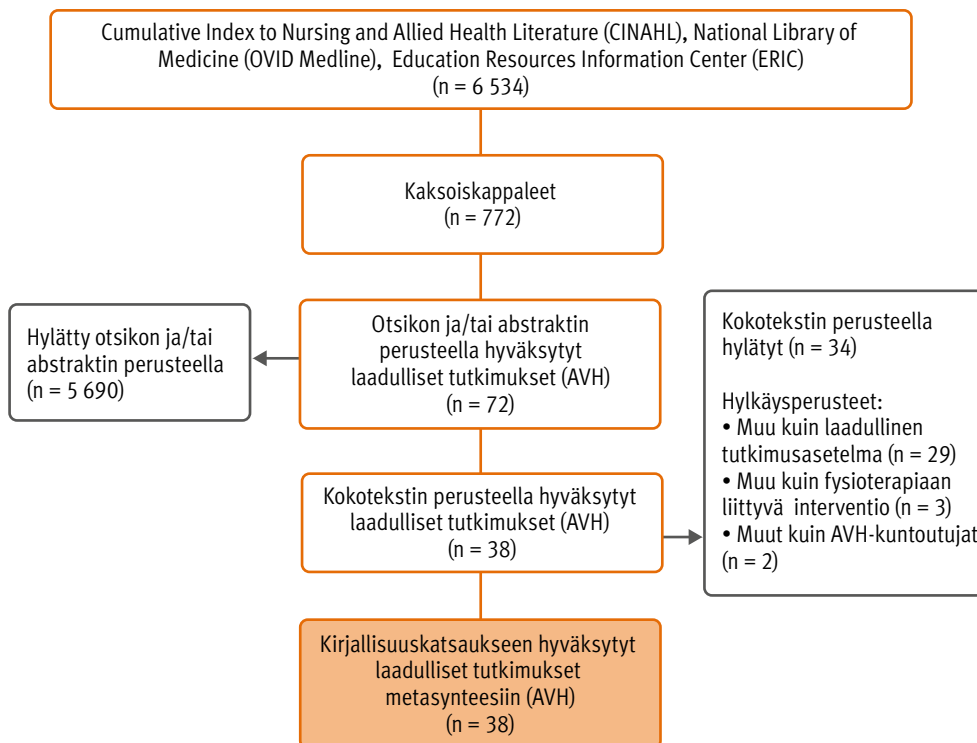 Cumulative Index to Nursing and Allied Health Literature (CINAHL), National Library of
Medicine (OVID Medline), Education Resources Information Center (ERIC)
(n = 6 534)
Kaksoiskappaleet
(n = 772)
Hylätty otsikon ja/tai
abstraktin perusteella
(n = 5 690)
Otsikon ja/tai abstraktin
perusteella hyväksytyt
laadulliset tutkimukset (AVH)
(n = 72)
Kokotekstin perusteella
hylätyt (n = 34)
Hylkäysperusteet:
• Muu kuin laadullinen
tutkimusasetelma (n = 29)
• Muu kuin fysioterapiaan
liittyvä interventio (n = 3)
• Muut kuin AVH-kuntoutujat
(n = 2)
Kokotekstin perusteella hyväksytyt
laadulliset tutkimukset (AVH)
(n = 38)
Kirjallisuuskatsaukseen hyväksytyt
laadulliset tutkimukset
metasynteesiin (AVH)
(n = 38)